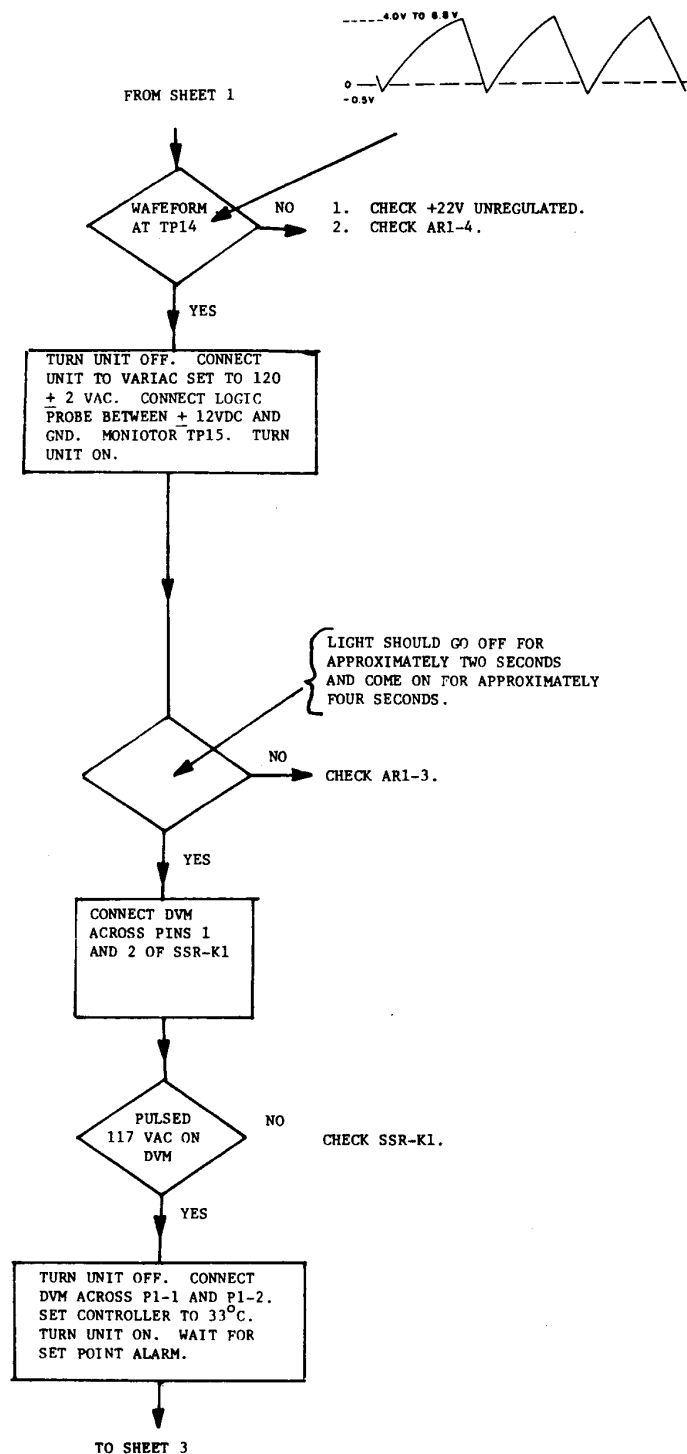 4.0V TO 6.8V
0
-0.5V
FROM SHEET 1
WAFEFORM
AT TP14
NO
1. CHECK +22V UNREGULATED.
2. CHECK AR1-4.
YES
TURN UNIT OFF. CONNECT
UNIT TO VARIAC SET TO 120
± 2 VAC. CONNECT LOGIC
PROBE BETWEEN ± 12VDC AND
GND. MONIOTOR TP15. TURN
UNIT ON.
LIGHT SHOULD GO OFF FOR
APPROXIMATELY TWO SECONDS
AND COME ON FOR APPROXIMATELY
FOUR SECONDS.
NO
CHECK AR1-3.
YES
CONNECT DVM
ACROSS PINS 1
AND 2 OF SSR-K1
PULSED
117 VAC ON
DVM
NO
CHECK SSR-K1.
YES
TURN UNIT OFF. CONNECT
DVM ACROSS P1-1 AND P1-2.
SET CONTROLLER TO 33°C.
TURN UNIT ON. WAIT FOR
SET POINT ALARM.
TO SHEET 3